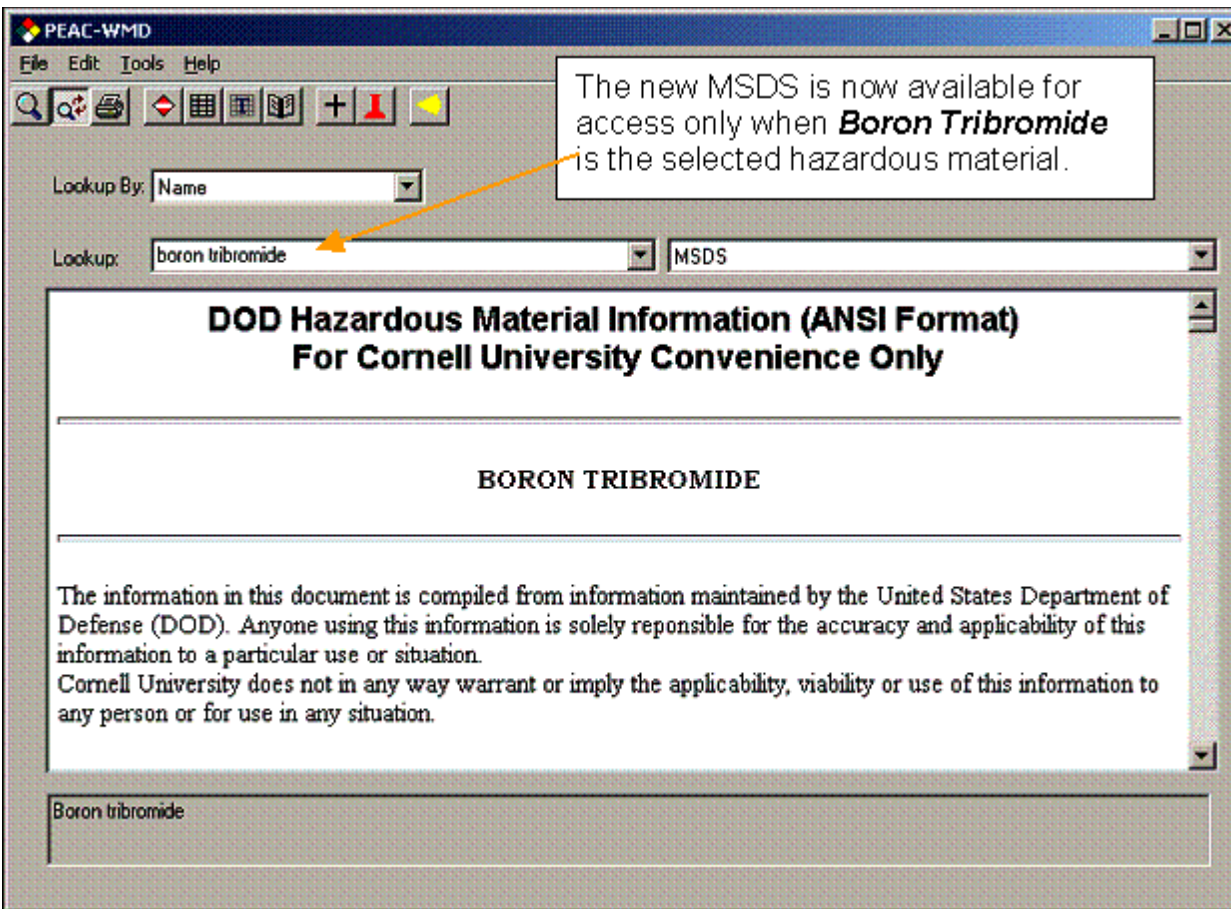 PEAC-WMD
File Edit Tools Help
The new MSDS is now available for
access only when Boron Tribromide
is the selected hazardous material.
Lookup By: Name
Lookup: boron tribromide MSDS
DOD Hazardous Material Information (ANSI Format)
For Cornell University Convenience Only
BORON TRIBROMIDE
The information in this document is compiled from information maintained by the United States Department of
Defense (DOD). Anyone using this information is solely reponsible for the accuracy and applicability of this
information to a particular use or situation.
Cornell University does not in any way warrant or imply the applicability, viability or use of this information to
any person or for use in any situation.
Boron tribromide